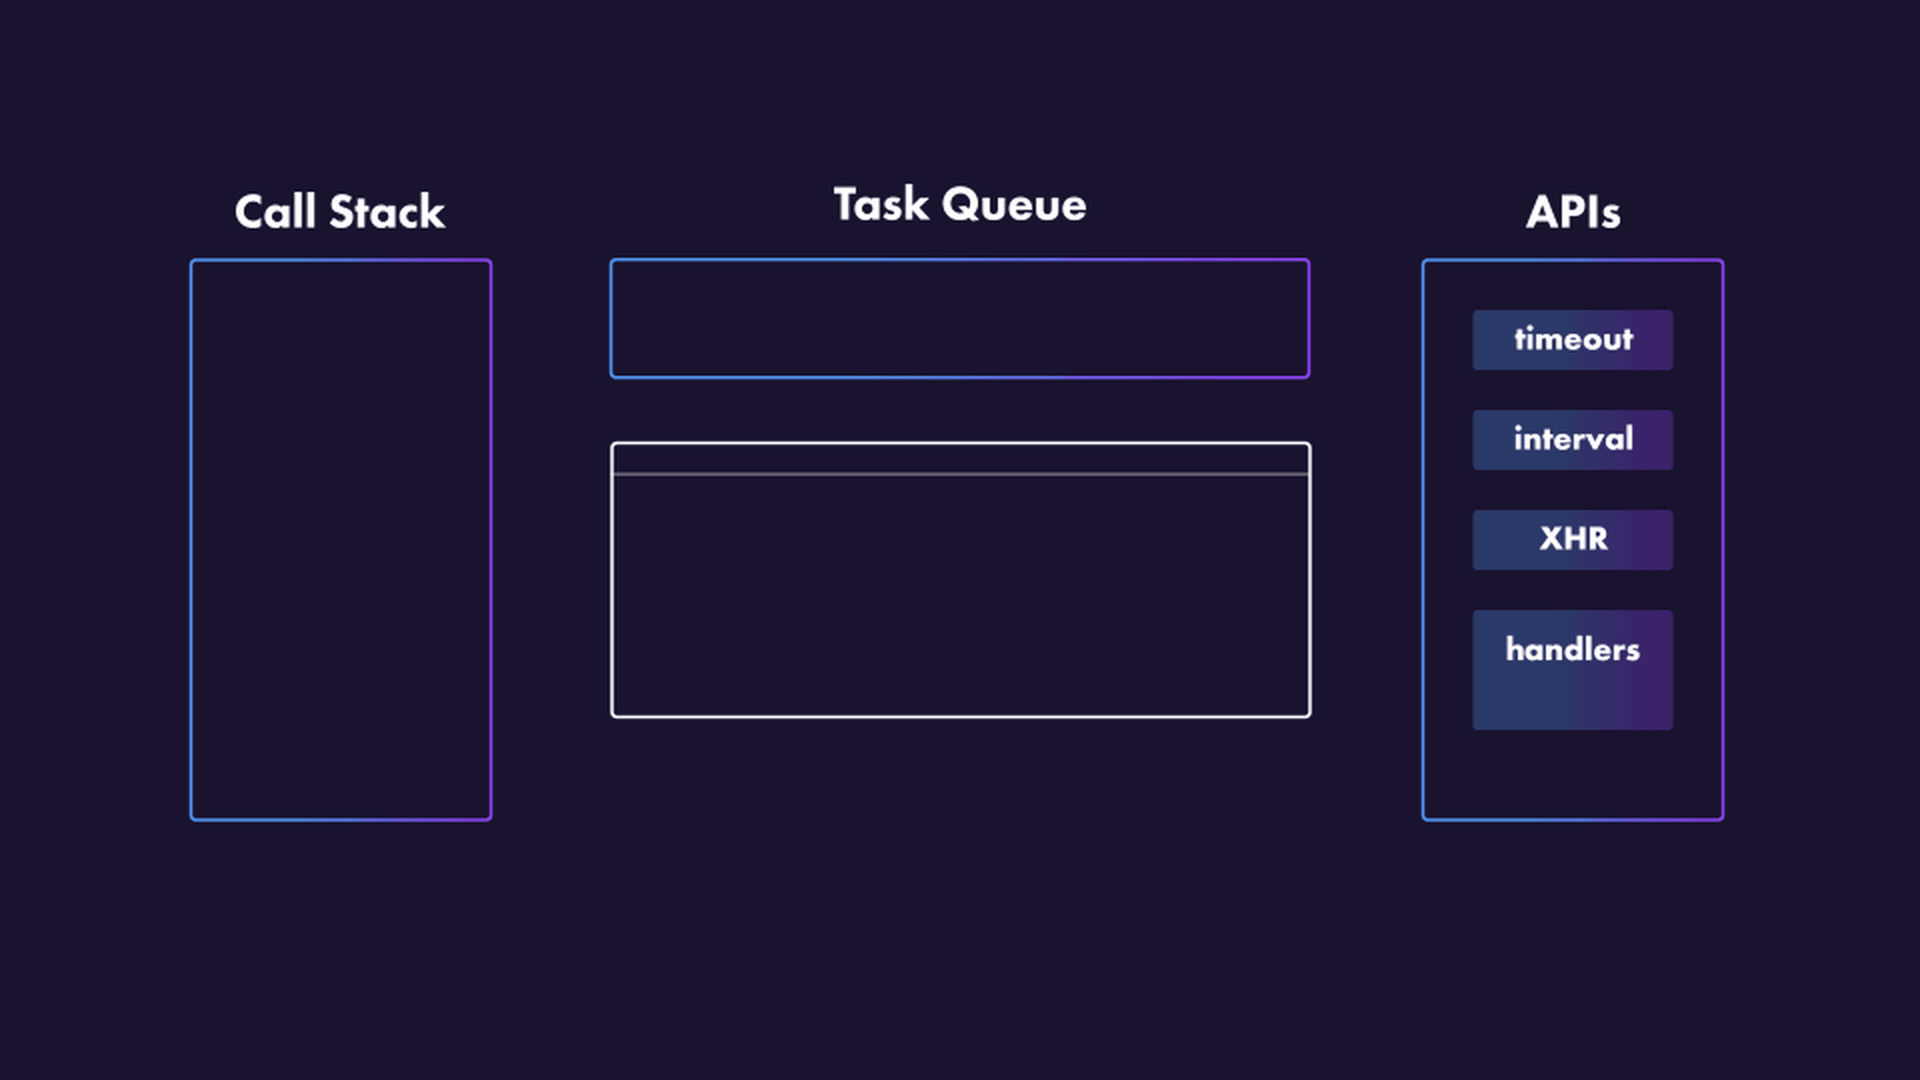 Call Stack
Task Queue
APIs
timeout
interval
XHR
handlers